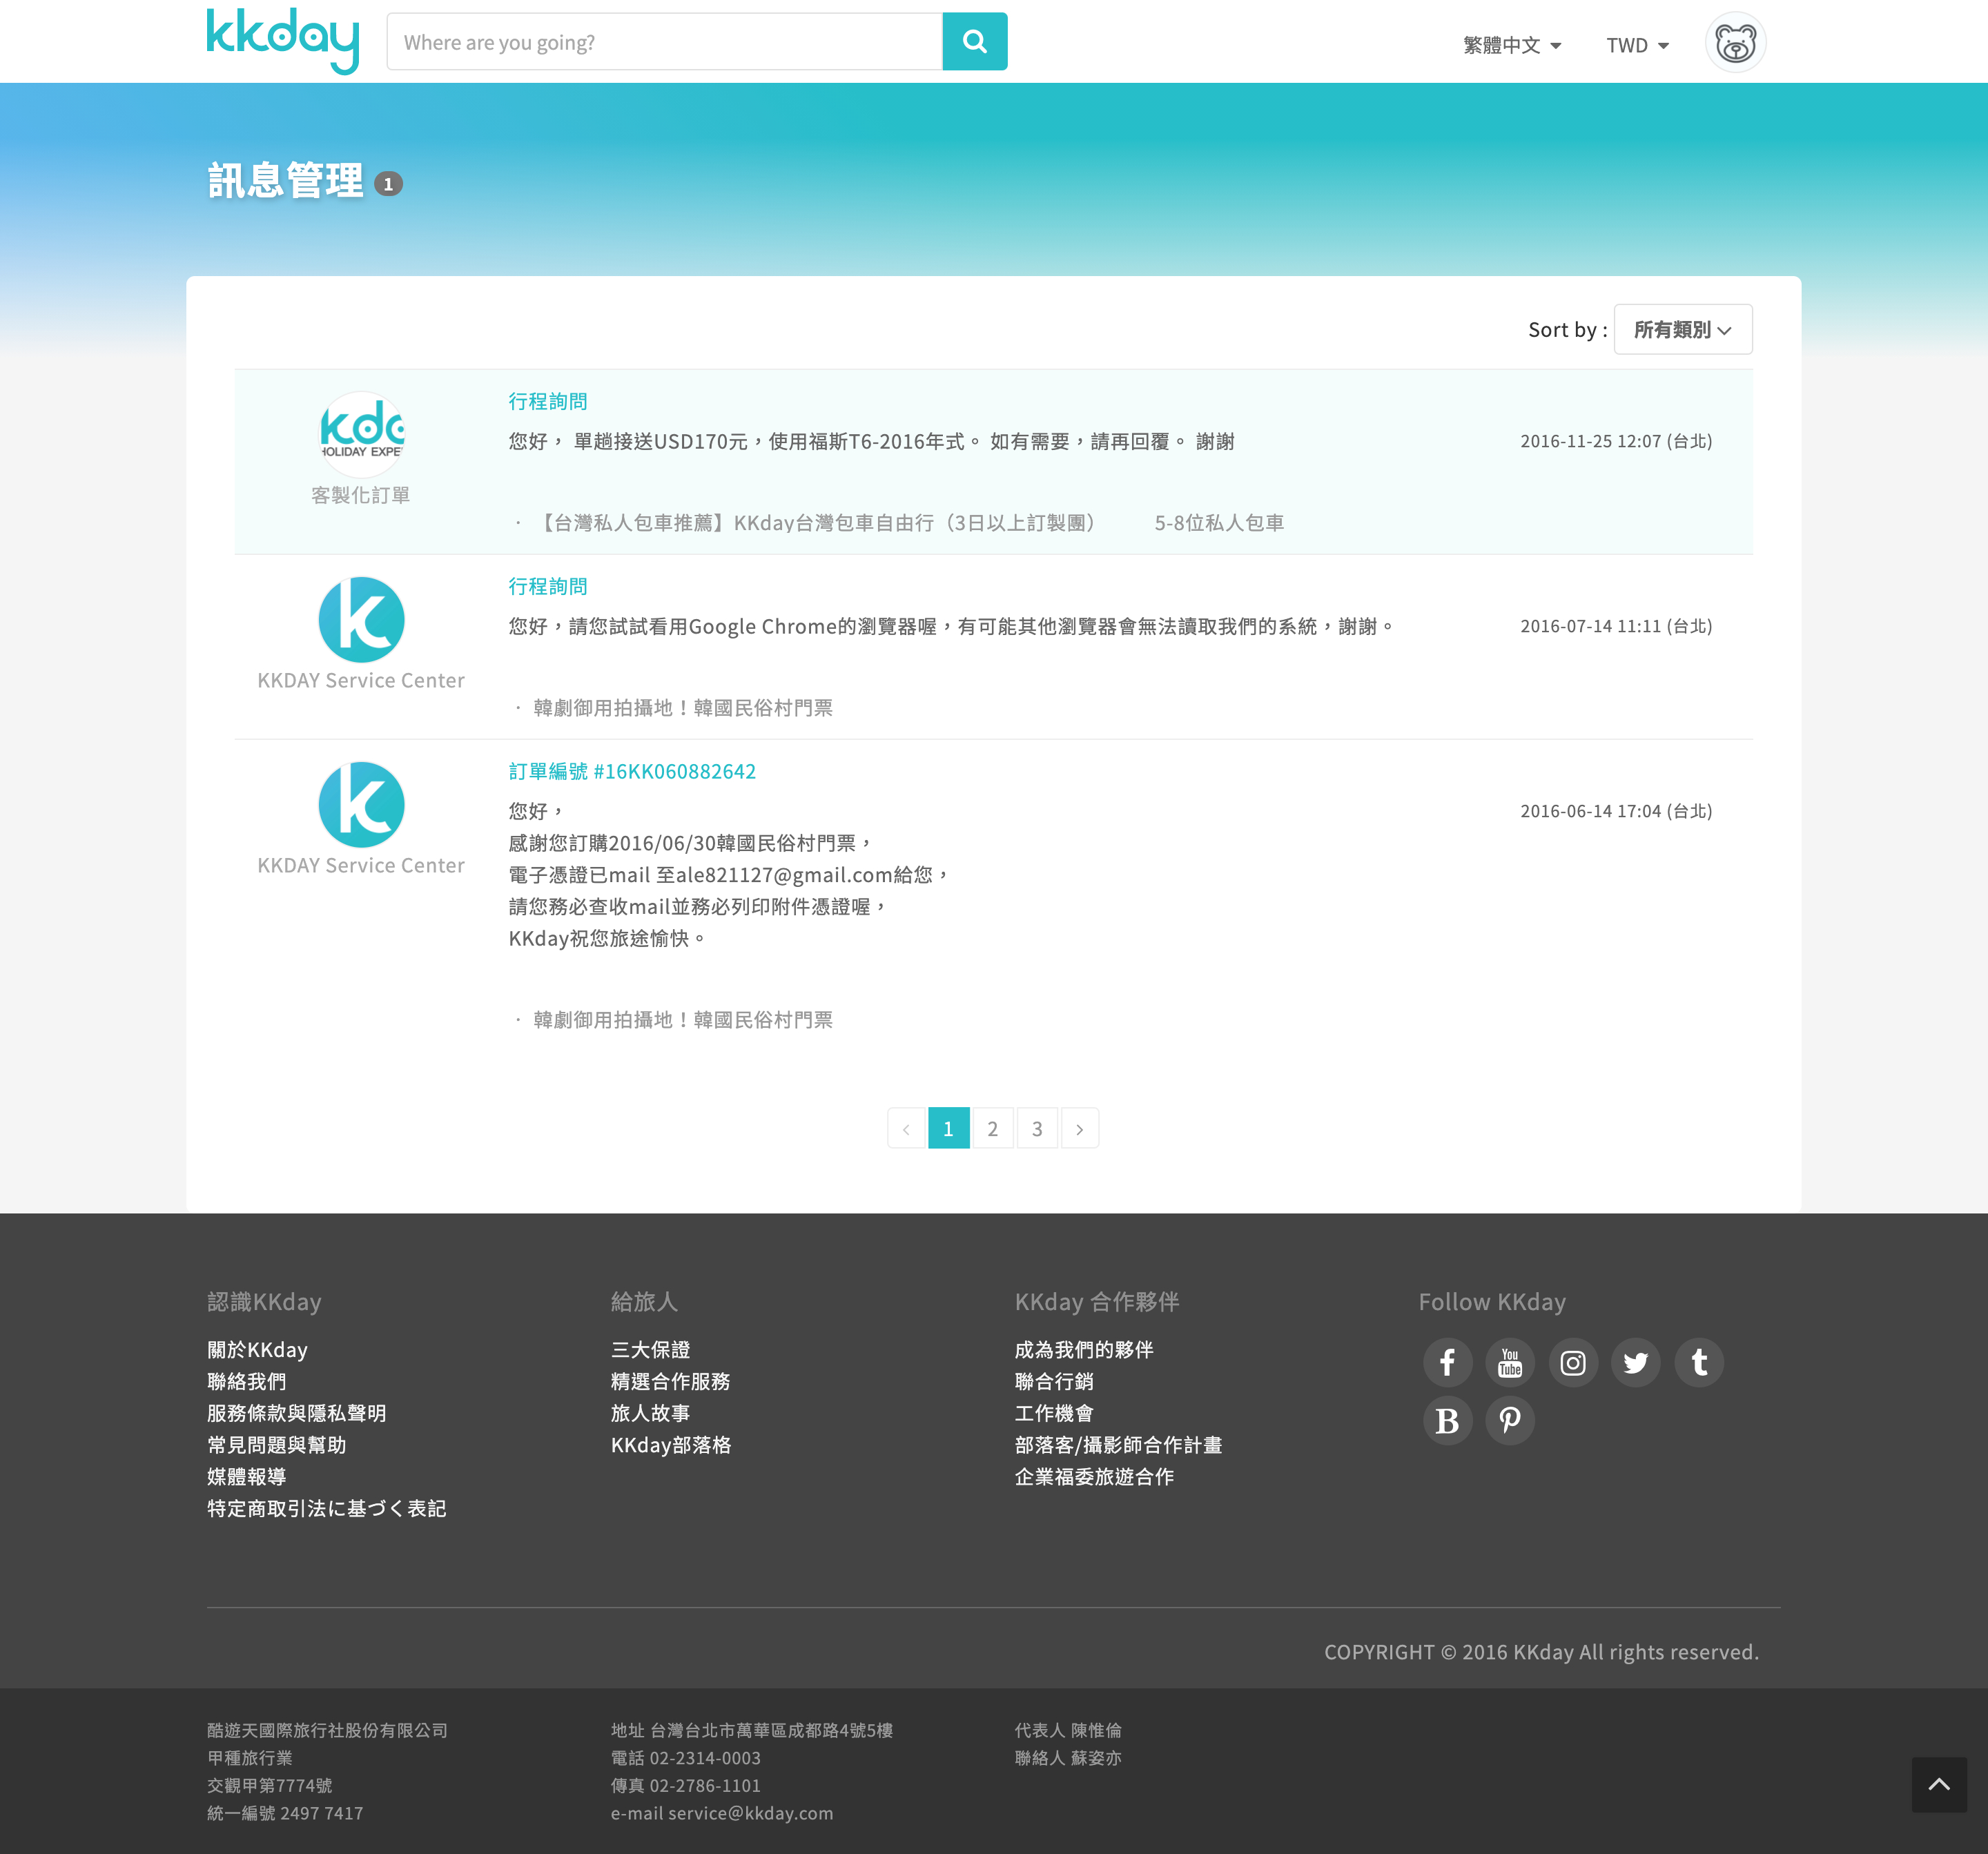 kkday
Where are you going?
繁體中文
TWD
訊息管理 1
Sort by : 所有類別
行程詢問
kda
HOLIDAY EXPE
您好， 單趟接送USD170元，使用福斯T6-2016年式。 如有需要，請再回覆。 謝謝
2016-11-25 12:07 (台北)
客製化訂單
· 【台灣私人包車推薦】KKday台灣包車自由行（3日以上訂製團） 5-8位私人包車
行程詢問
您好，請您試試看用Google Chrome的瀏覽器喔，有可能其他瀏覽器會無法讀取我們的系統，謝謝。
2016-07-14 11:11 (台北)
KKDAY Service Center
· 韓劇御用拍攝地！韓國民俗村門票
訂單編號 #16KK060882642
您好，
2016-06-14 17:04 (台北)
感謝您訂購2016/06/30韓國民俗村門票，
KKDAY Service Center
電子憑證已mail 至ale821127@gmail.com給您，
請您務必查收mail並務必列印附件憑證喔，
KKday祝您旅途愉快。
· 韓劇御用拍攝地！韓國民俗村門票
< 1 2 3 >
認識KKday
關於KKday
聯絡我們
服務條款與隱私聲明
常見問題與幫助
媒體報導
特定商取引法に基づく表記
給旅人
三大保證
精選合作服務
旅人故事
KKday部落格
KKday 合作夥伴
成為我們的夥伴
聯合行銷
工作機會
部落客/攝影師合作計畫
企業福委旅遊合作
Follow KKday
You Tube
B
COPYRIGHT © 2016 KKday All rights reserved.
酷遊天國際旅行社股份有限公司
甲種旅行業
交觀甲第7774號
統一編號 2497 7417
地址 台灣台北市萬華區成都路4號5樓
電話 02-2314-0003
傳真 02-2786-1101
e-mail service@kkday.com
代表人 陳惟倫
聯絡人 蘇姿亦